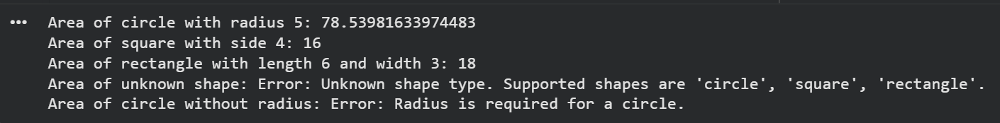 Area of circle with radius 5: 78.53981633974483
Area of square with side 4: 16
Area of rectangle with length 6 and width 3: 18
Area of unknown shape: Error: Unknown shape type. Supported shapes are 'circle', 'square', 'rectangle'.
Area of circle without radius: Error: Radius is required for a circle.